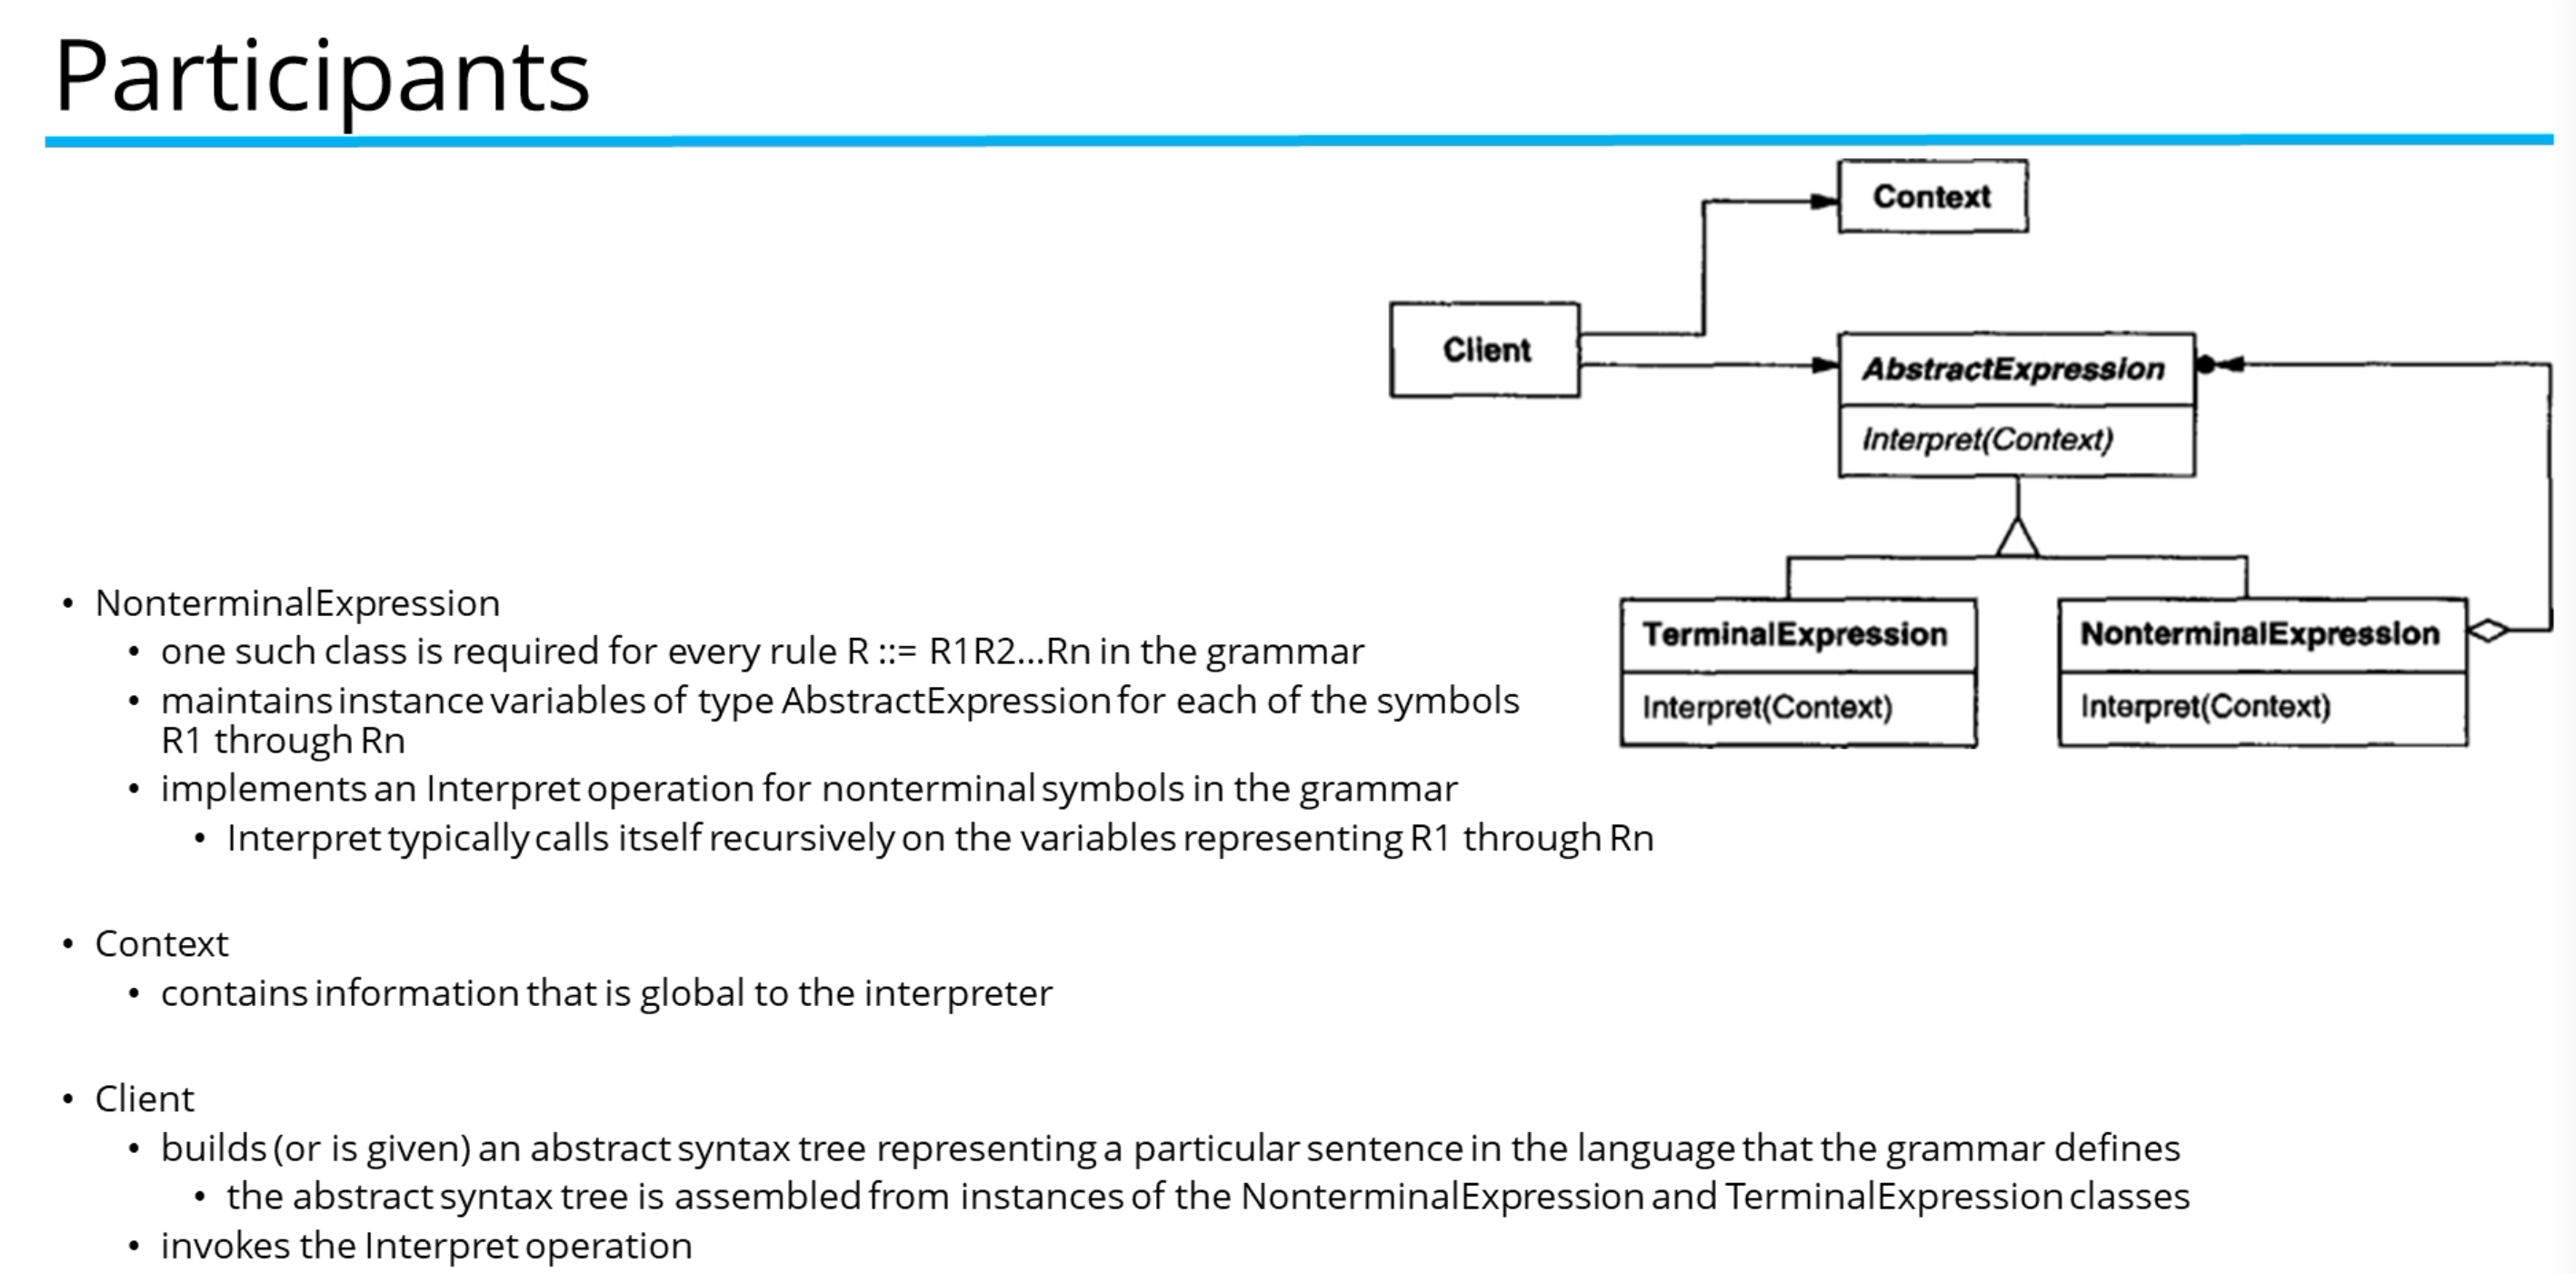 Participants
Context
Client
AbstractExpression
Interpret(Context)
TerminalExpression
NonterminalExpression
Interpret(Context)
Interpret(Context)
• NonterminalExpression
• one such class is required for every rule R ::= R1R2...Rn in the grammar
• maintains instance variables of type AbstractExpression for each of the symbols
R1 through Rn
• implements an Interpret operation for nonterminal symbols in the grammar
• Interpret typically calls itself recursively on the variables representing R1 through Rn
• Context
• contains information that is global to the interpreter
• Client
• builds (or is given) an abstract syntax tree representing a particular sentence in the language that the grammar defines
• the abstract syntax tree is assembled from instances of the NonterminalExpression and TerminalExpression classes
• invokes the Interpret operation